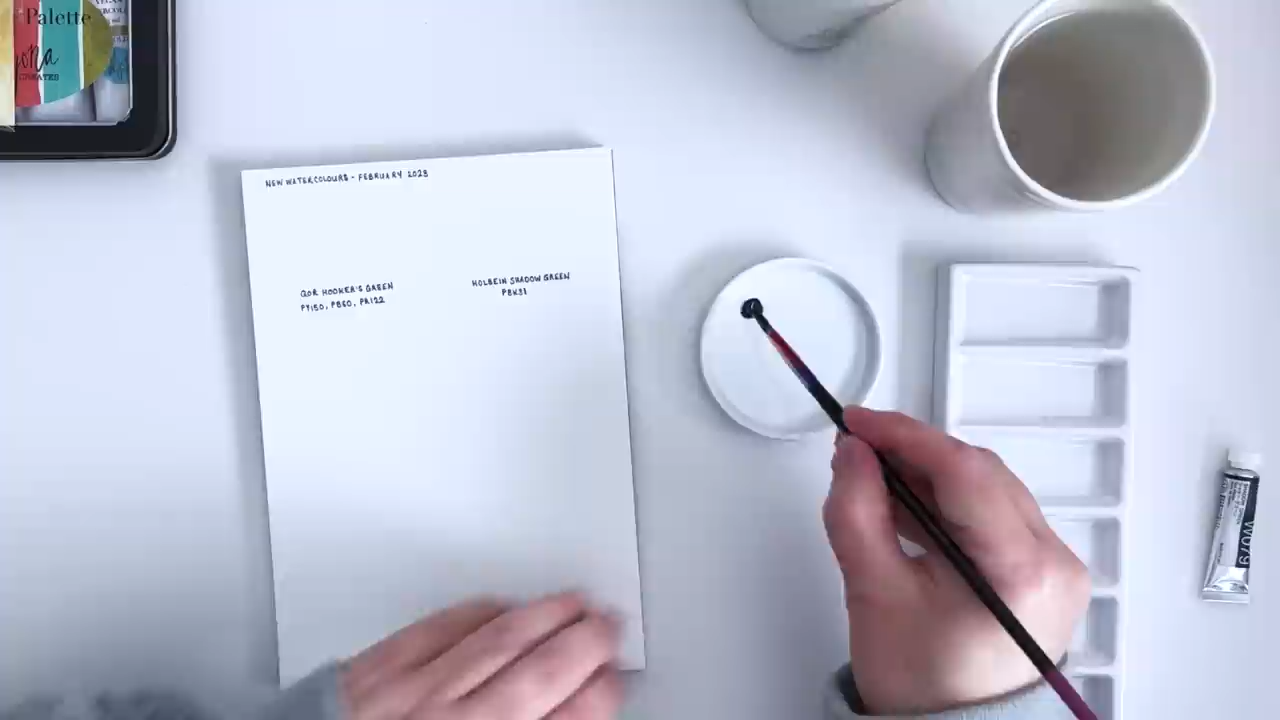 Palette
NEW WATERCOLOURS - FEBRUARY 2023
QOR HOOKER'S GREEN
PY150, PB60, PR122
HOLBEIN SHADOW GREEN
PBK31
W079